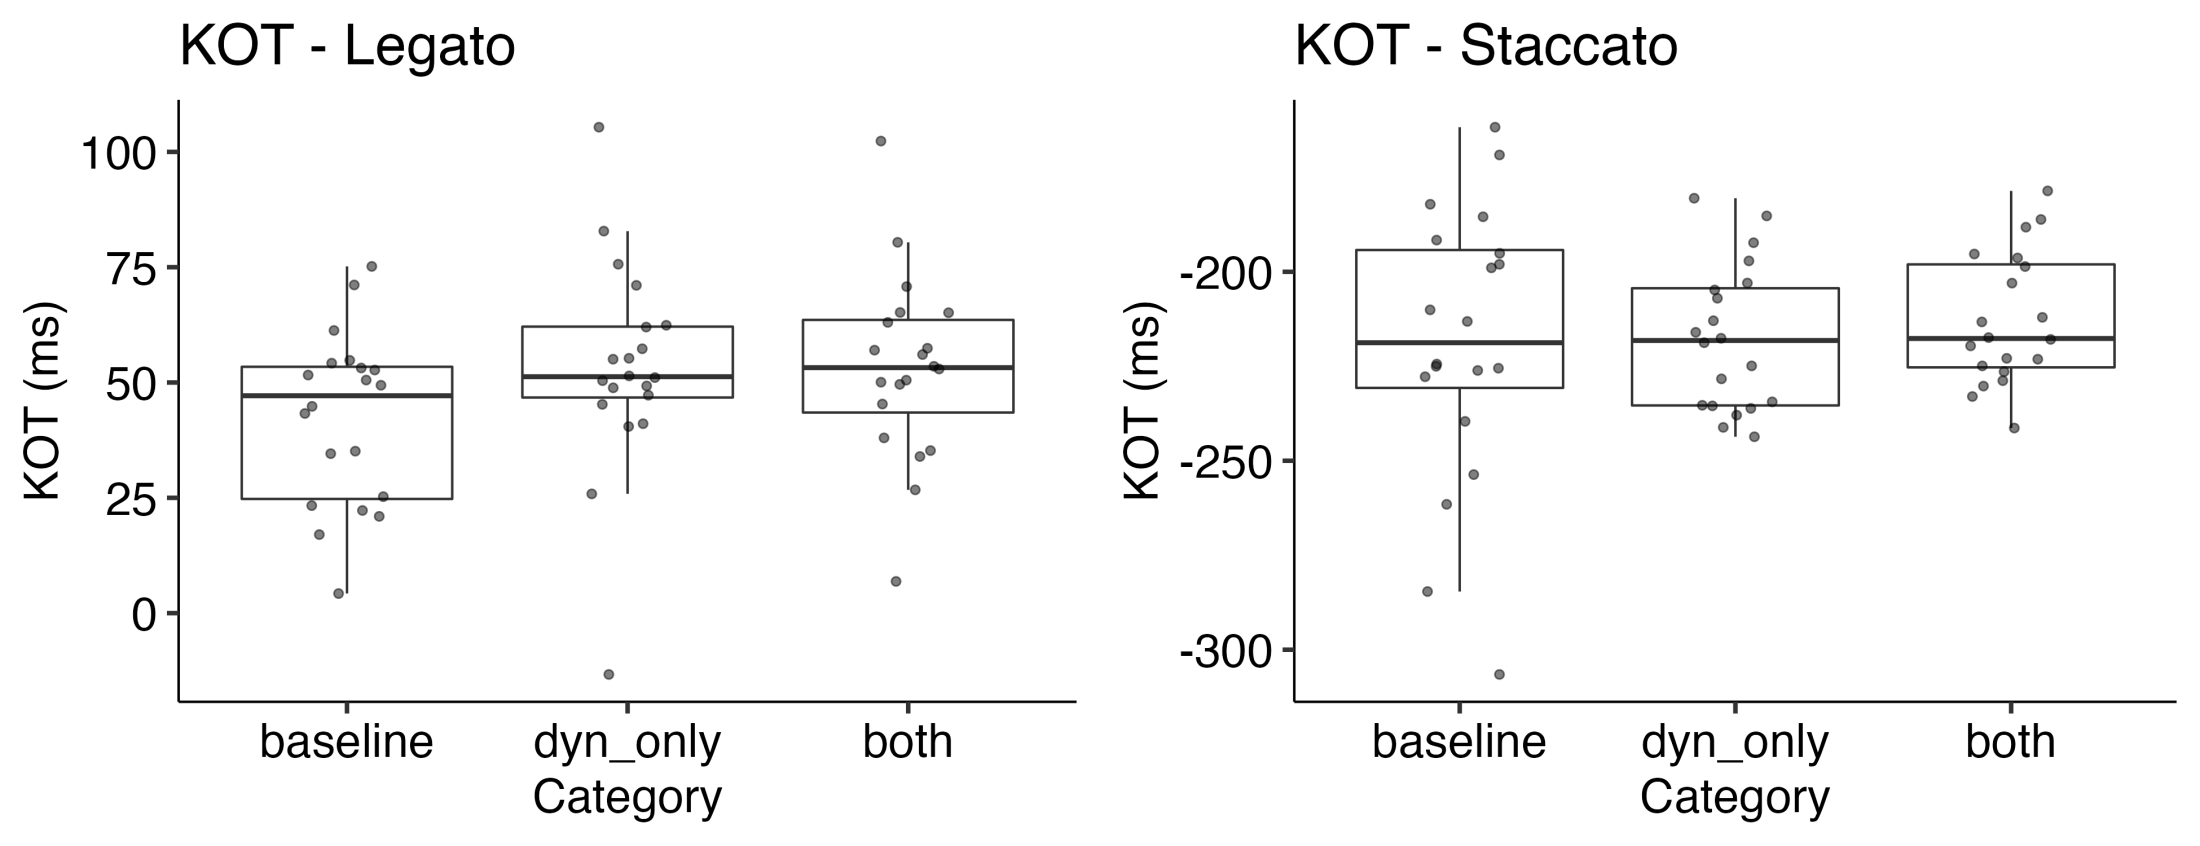 KOT - Legato
KOT (ms)
100
75
50
25
0
baseline dyn_only both
Category
KOT - Staccato
KOT (ms)
-200
-250
-300
baseline dyn_only both
Category